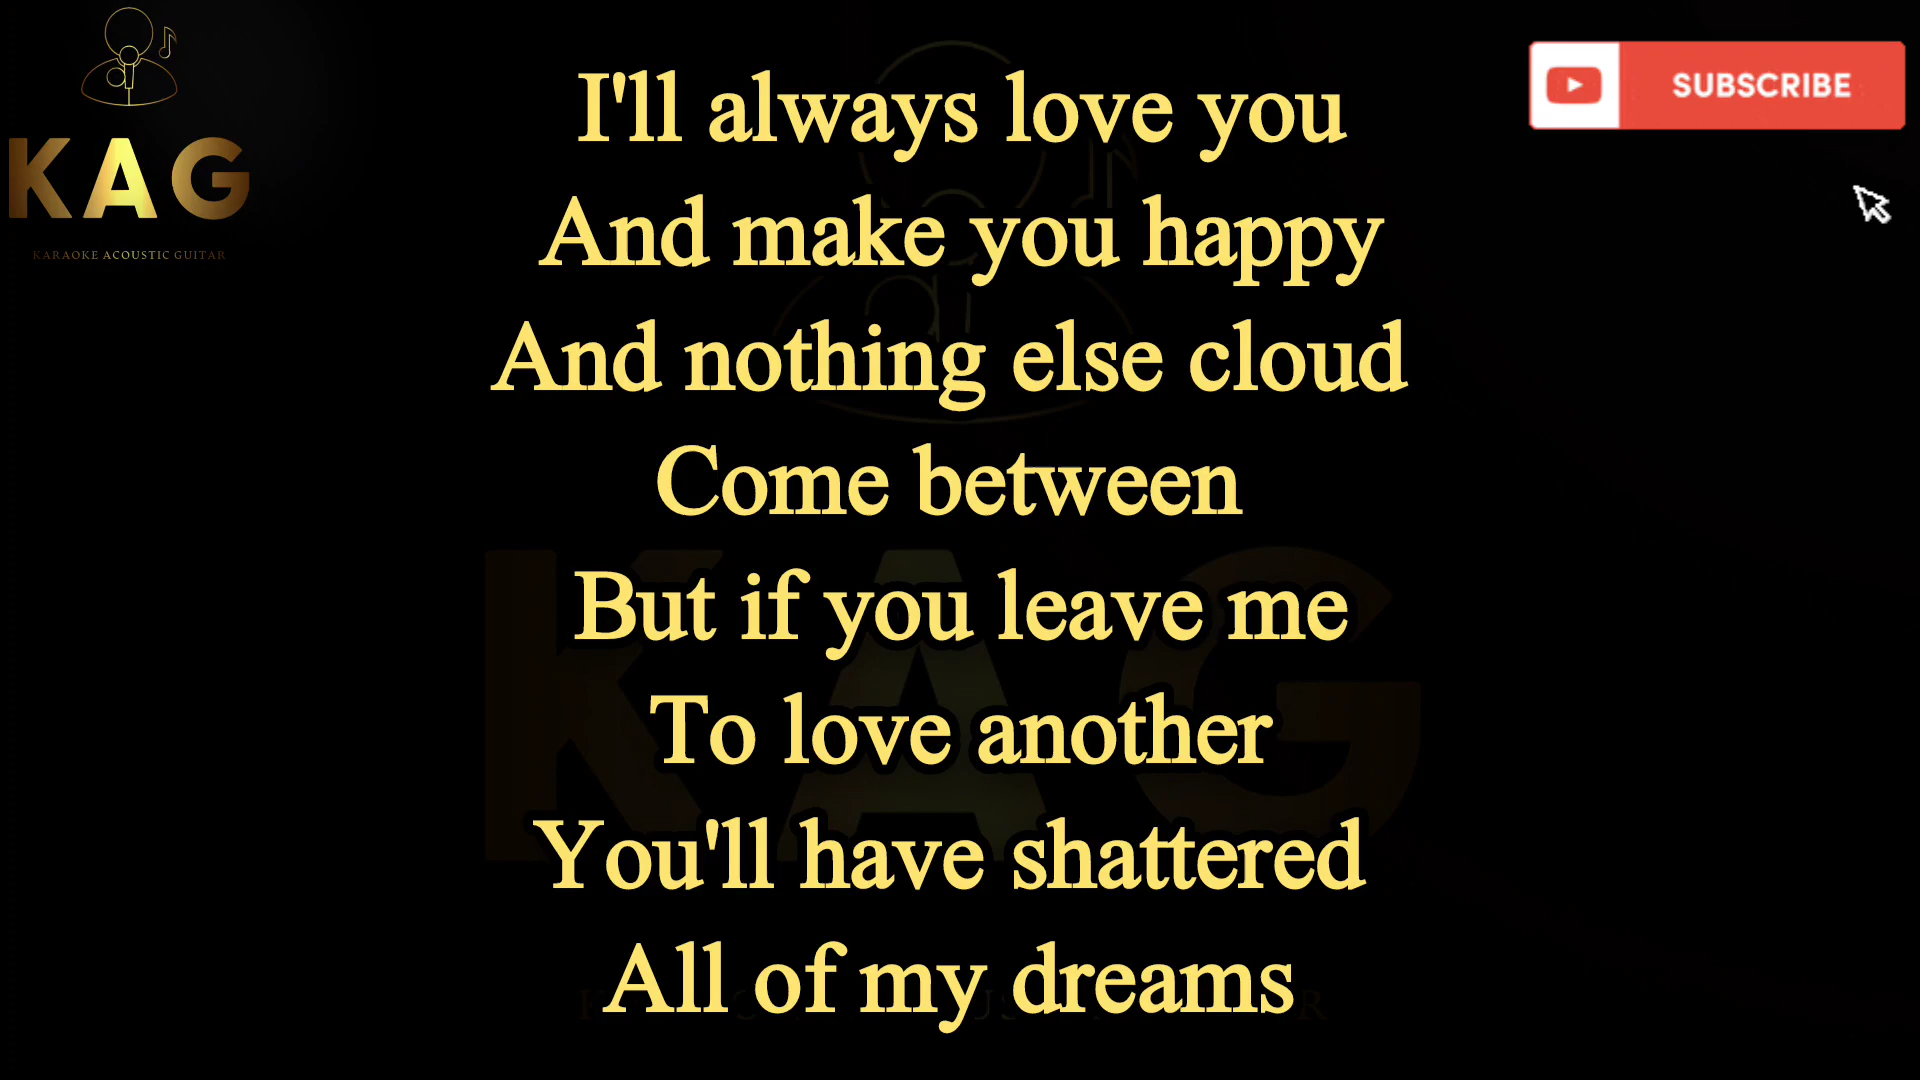 KAG
KARAOKE ACOUSTIC GUITAR
SUBSCRIBE
I'll always love you
And make you happy
And nothing else cloud
Come between
But if you leave me
To love another
You'll have shattered
All of my dreams
KAG